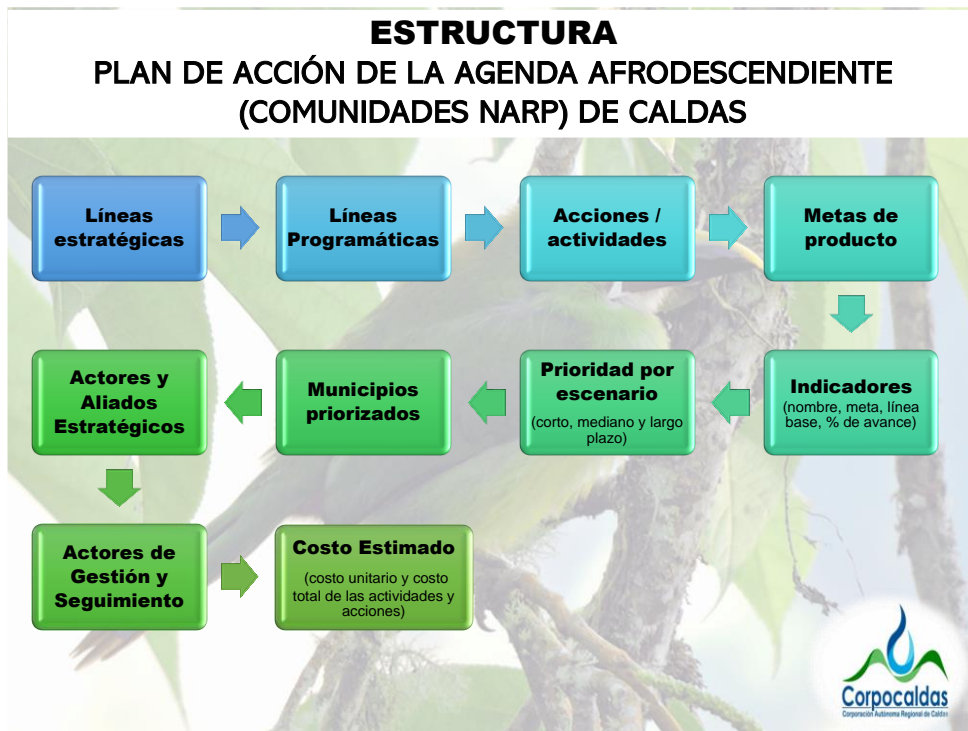 ESTRUCTURA
PLAN DE ACCIÓN DE LA AGENDA AFRODESCENDIENTE
(COMUNIDADES NARP) DE CALDAS
Líneas
estratégicas
Líneas
Programáticas
Acciones /
actividades
Metas de
producto
Indicadores
(nombre, meta, línea
base, % de avance)
Prioridad por
escenario
(corto, mediano y largo
plazo)
Municipios
priorizados
Actores y
Aliados
Estratégicos
Actores de
Gestión y
Seguimiento
Costo Estimado
(costo unitario y costo
total de las actividades y
acciones)
Corpocaldas
Corporación Autónoma Regional de Caldas